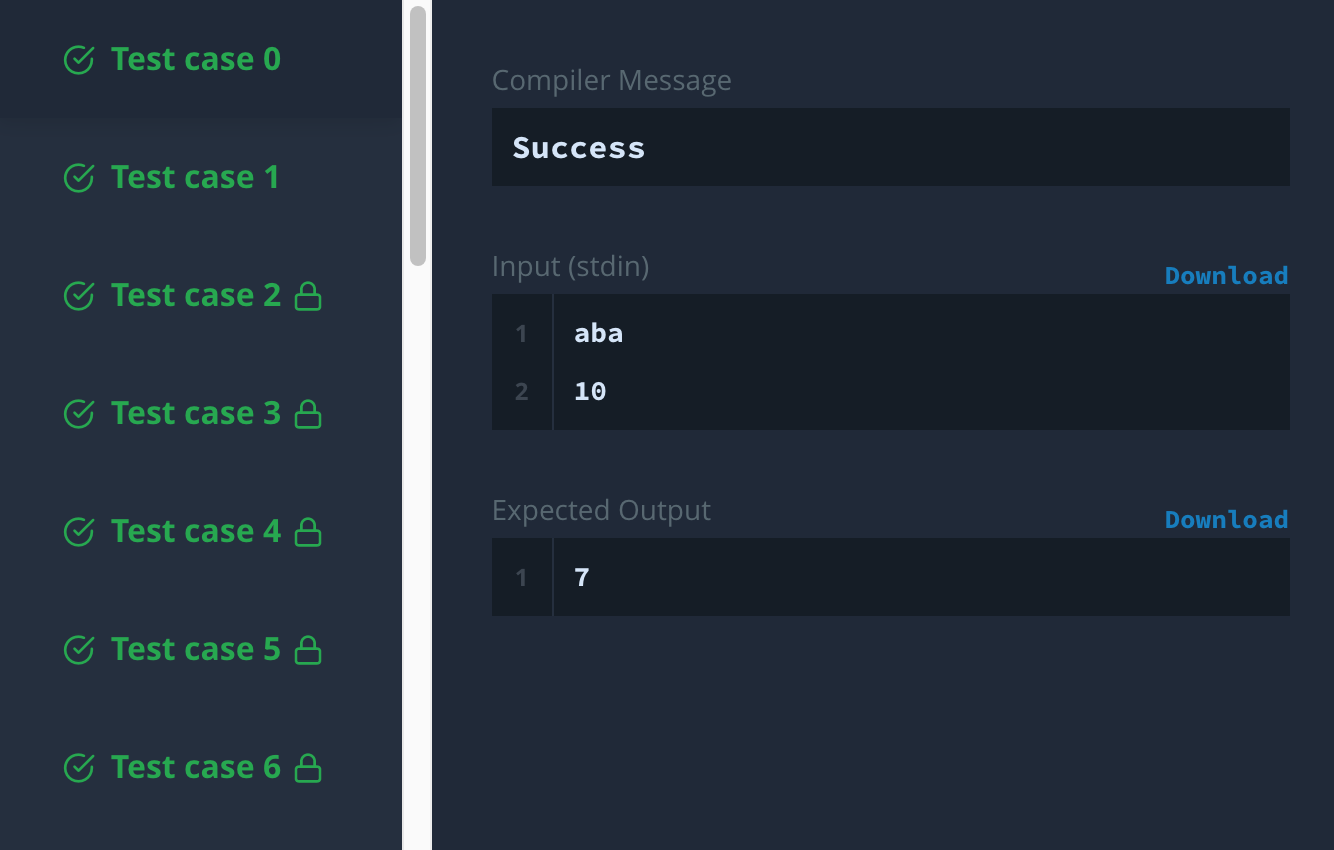 Test case 0
Test case 1
Test case 2
Test case 3
Test case 4
Test case 5
Test case 6
Compiler Message
Success
Input (stdin)
Download
1 aba
2 10
Expected Output
Download
1 7